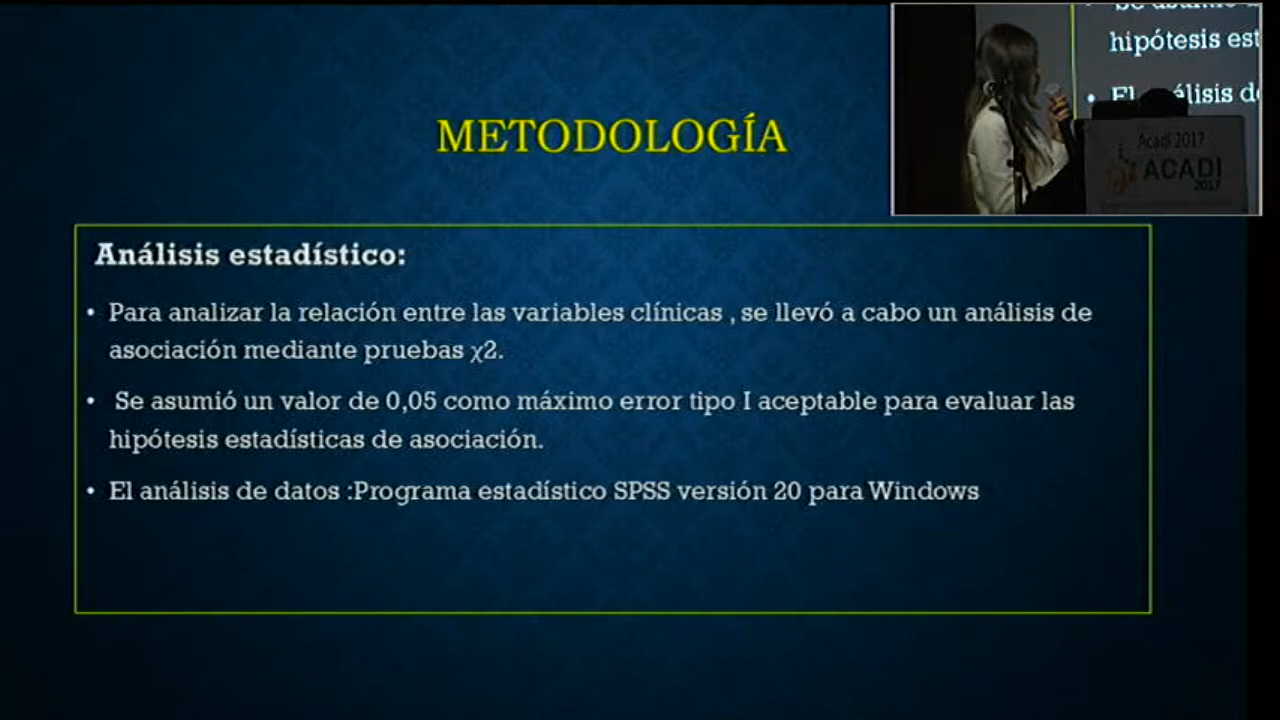 METODOLOGÍA
Análisis estadístico:
• Para analizar la relación entre las variables clínicas , se llevó a cabo un análisis de
asociación mediante pruebas χ2.
• Se asumió un valor de 0,05 como máximo error tipo I aceptable para evaluar las
hipótesis estadísticas de asociación.
• El análisis de datos :Programa estadístico SPSS versión 20 para Windows
hipótesis est
• El análisis de
Acadi 2017
ACADI
2017